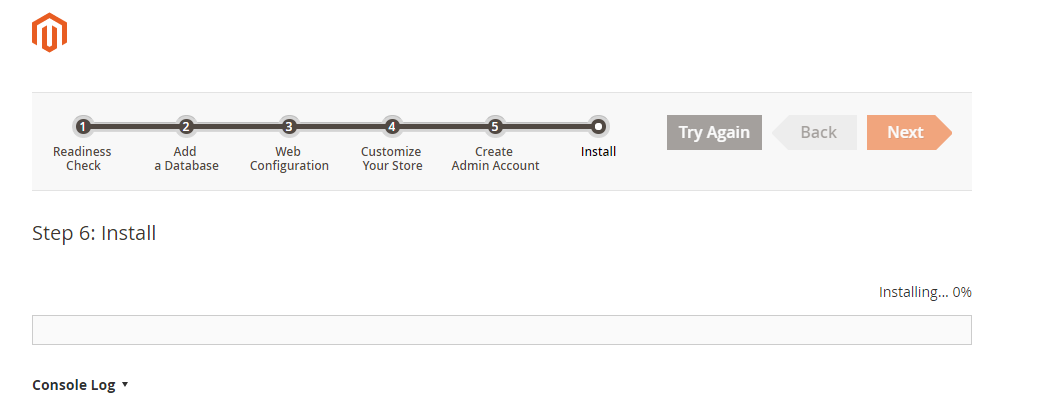 1 2 3 4 5
Try Again Back Next
Readiness Add Web Customize Create Install
Check a Database Configuration Your Store Admin Account
Step 6: Install
Installing... 0%
Console Log